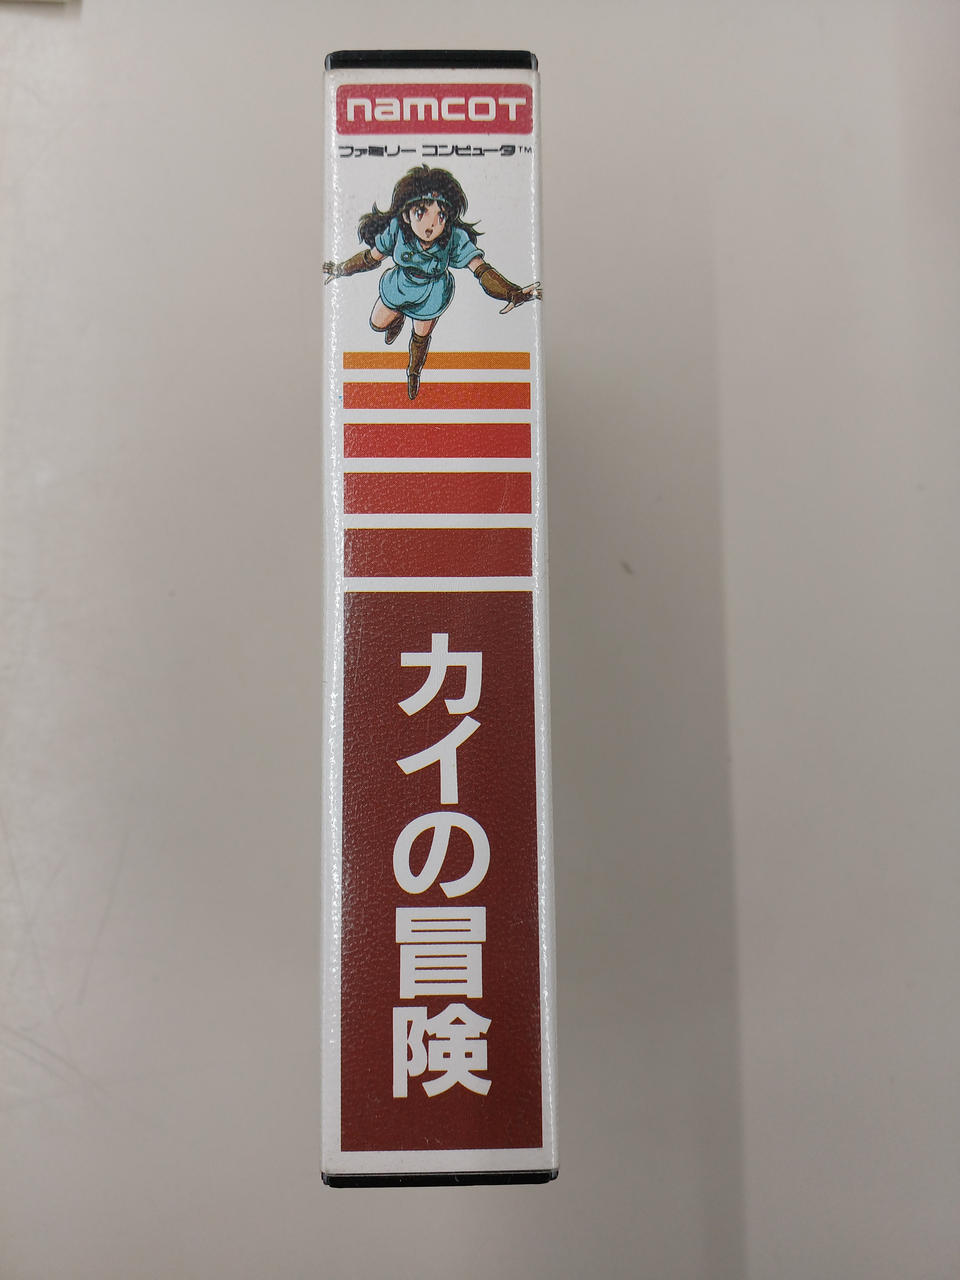 namcot
ファミリー コンピュータ™
カイの冒険